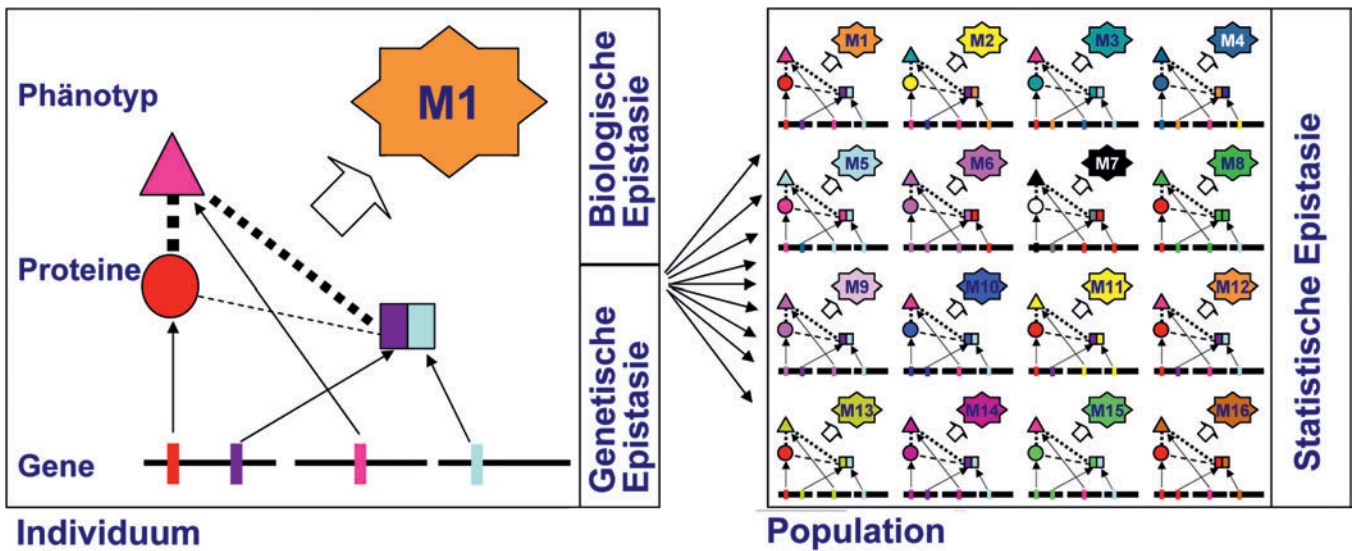 Phänotyp
M1
Proteine
Gene
Biologische
Epistasie
Genetische
Epistasie
Individuum
M1
M2
M3
M4
M5
M6
M7
M8
M9
M10
M11
M12
M13
M14
M15
M16
Statistische Epistasie
Population